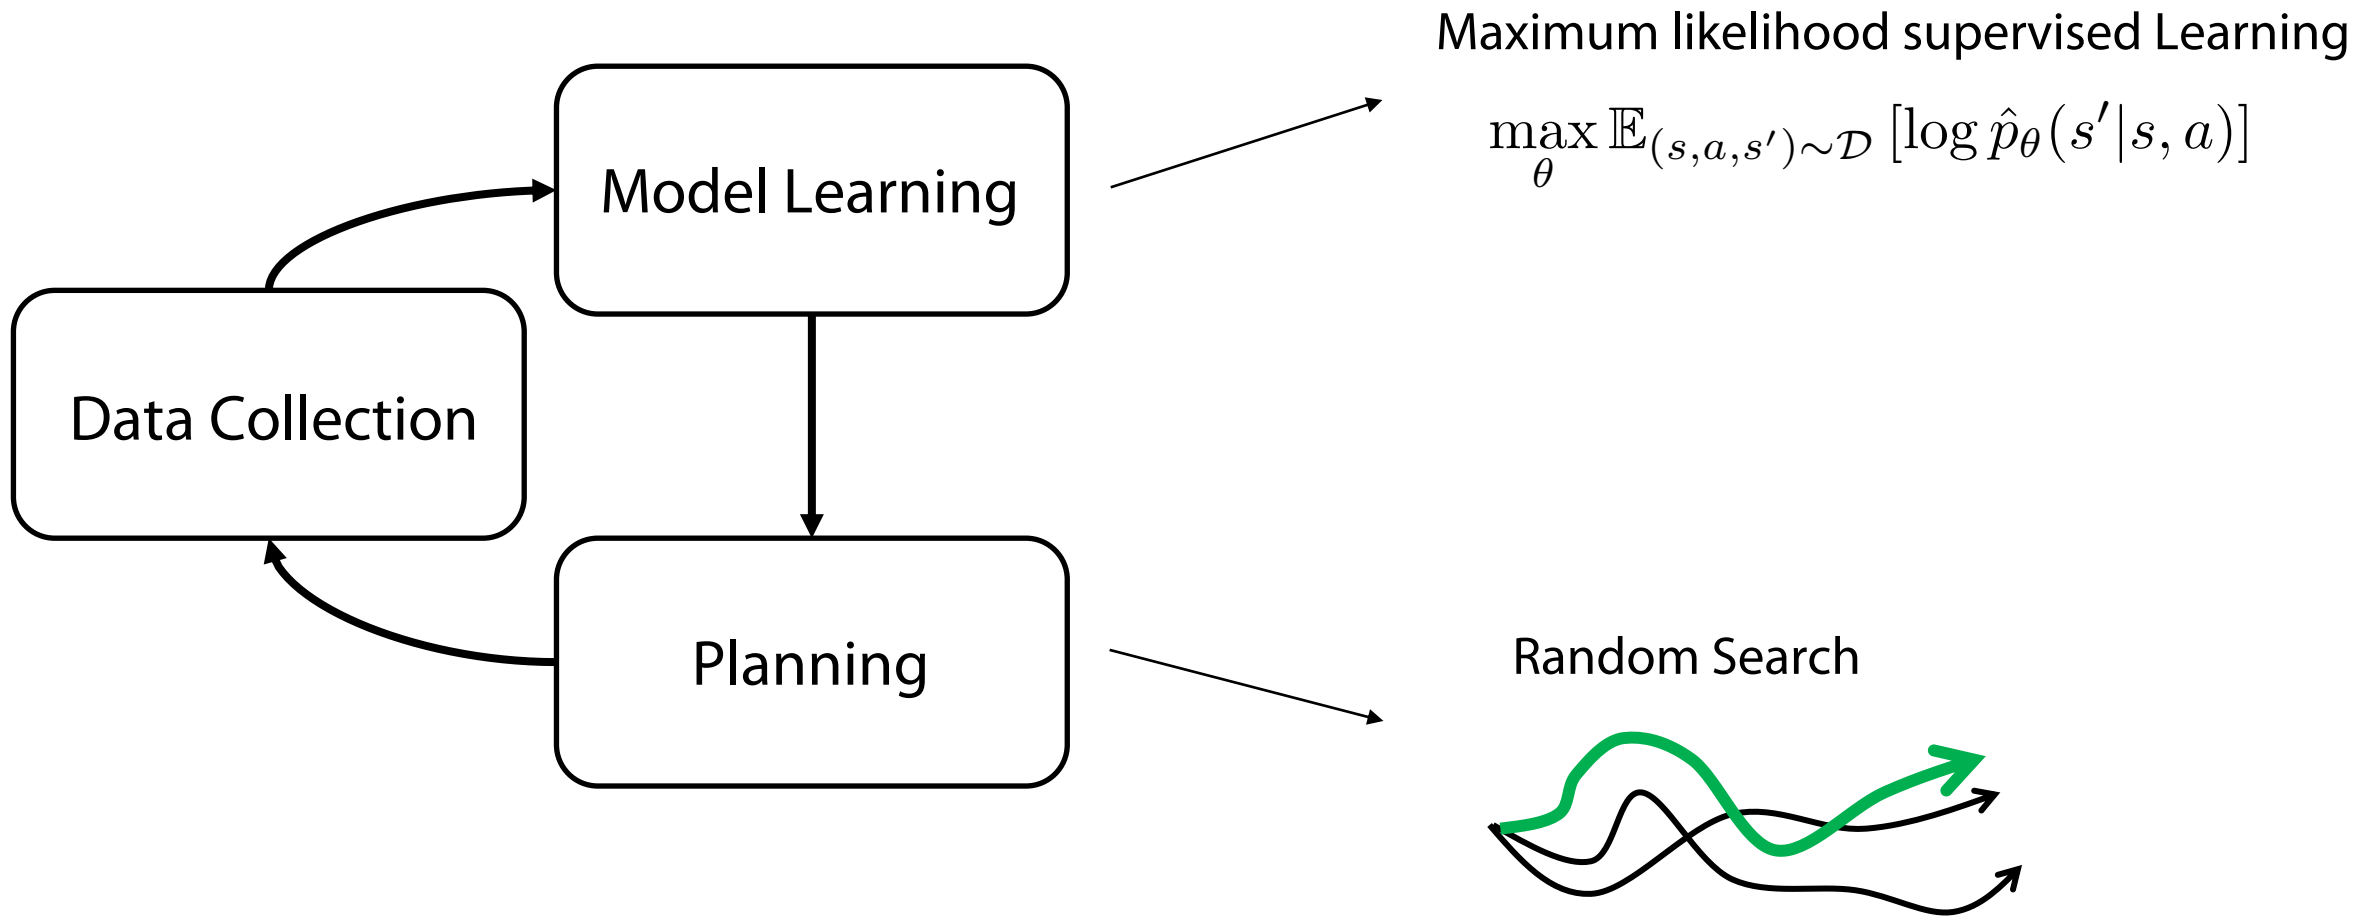 Maximum likelihood supervised Learning
max_θ 𝔼_{(s,a,s′)∼𝒟} [log p̂_θ(s′|s, a)]
Model Learning
Data Collection
Planning
Random Search